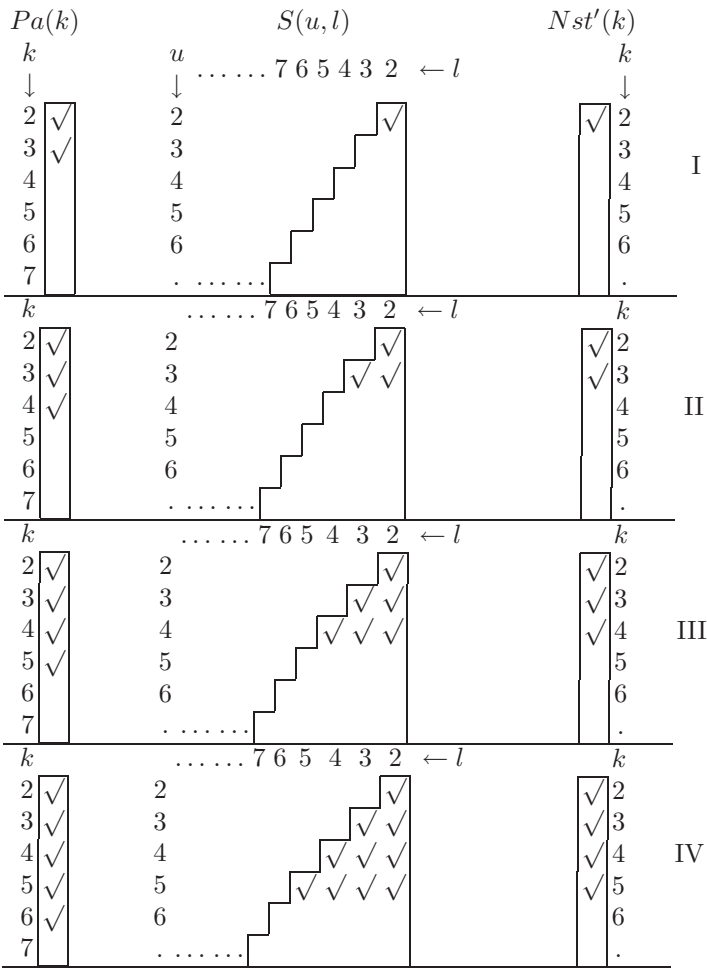 Pa(k) S(u, l) Nst′(k)
k u ...... 7 6 5 4 3 2 ← l k
↓ ↓ ↓
2 √ 2 √ √ 2
3 √ 3 3
4 4 4 I
5 5 5
6 6 6
7 . ...... .
k ...... 7 6 5 4 3 2 ← l k
2 √ 2 √ √ 2
3 √ 3 √ √ √ 3
4 √ 4 4 II
5 5 5
6 6 6
7 . ....... .
k ...... 7 6 5 4 3 2 ← l k
2 √ 2 √ √ 2
3 √ 3 √ √ √ 3
4 √ 4 √ √ √ √ 4 III
5 √ 5 5
6 6 6
7 . ....... .
k ...... 7 6 5 4 3 2 ← l k
2 √ 2 √ √ 2
3 √ 3 √ √ √ 3
4 √ 4 √ √ √ √ 4 IV
5 √ 5 √ √ √ √ √ 5
6 √ 6 6
7 . ....... .